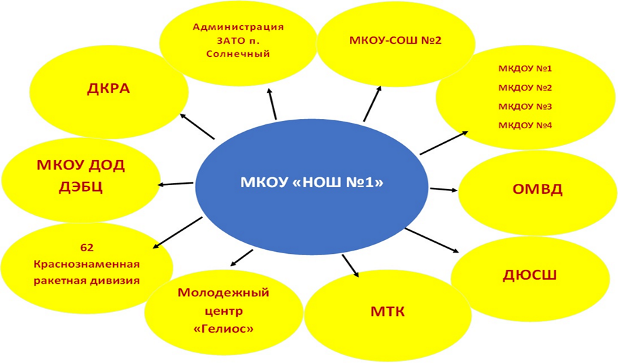 Администрация
ЗАТО п.
Солнечный
МКОУ-СОШ №2
МКДОУ №1
МКДОУ №2
МКДОУ №3
МКДОУ №4
ДКРА
МКОУ «НОШ №1»
МКОУ ДОД
ДЭБЦ
ОМВД
62
Краснознаменная
ракетная дивизия
ДЮСШ
Молодежный
центр
«Гелиос»
МТК